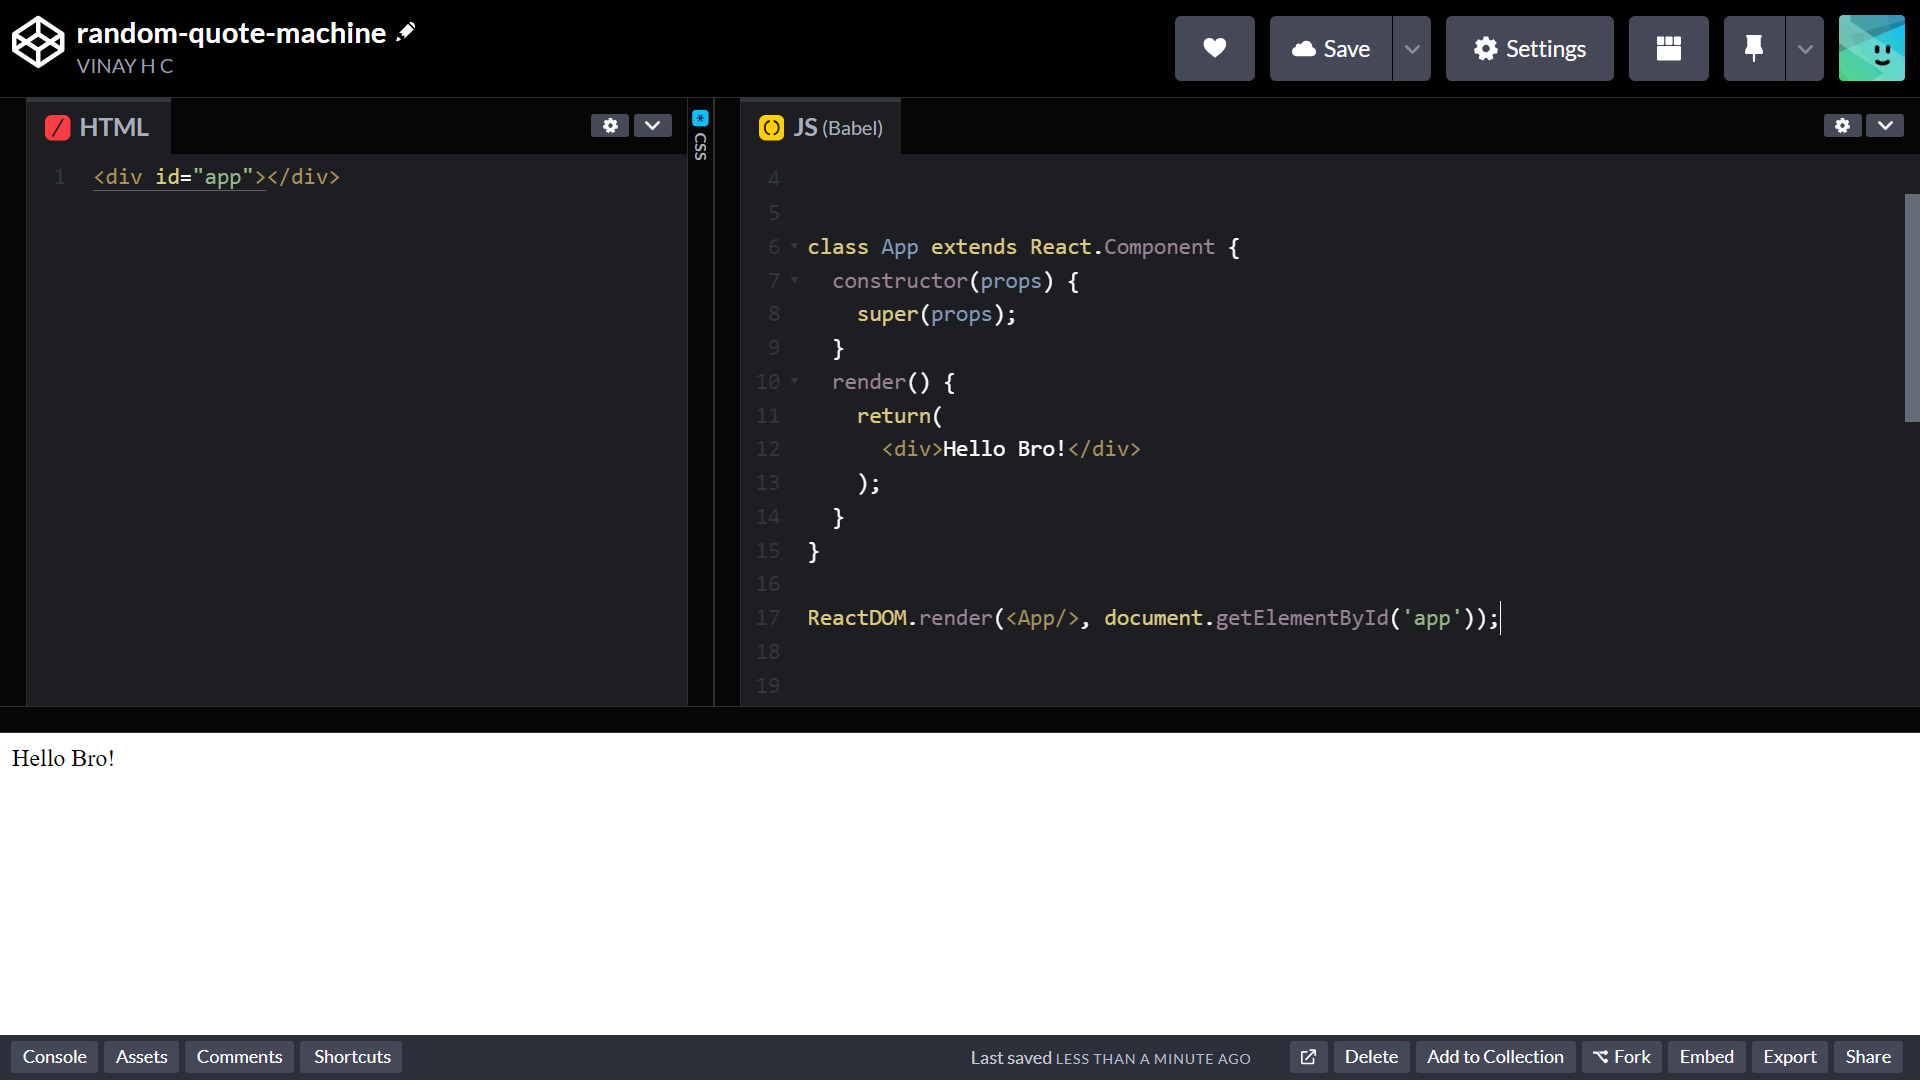 random-quote-machine
VINAY H C
Save
Settings
HTML
1 <div id="app"></div>
CSS
JS (Babel)
4
5
6 class App extends React.Component {
7   constructor(props) {
8     super(props);
9   }
10   render() {
11     return(
12       <div>Hello Bro!</div>
13     );
14   }
15 }
16
17 ReactDOM.render(<App/>, document.getElementById('app'));
18
19
Hello Bro!
Console Assets Comments Shortcuts Last saved LESS THAN A MINUTE AGO Delete Add to Collection Fork Embed Export Share